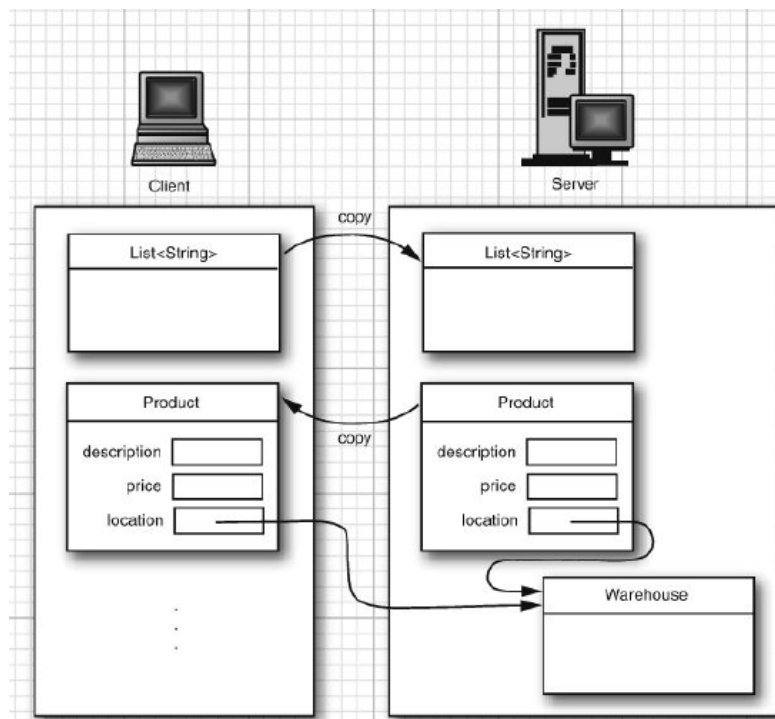 Client
Server
copy
List<String>
List<String>
Product
Product
copy
description
description
price
price
location
location
Warehouse